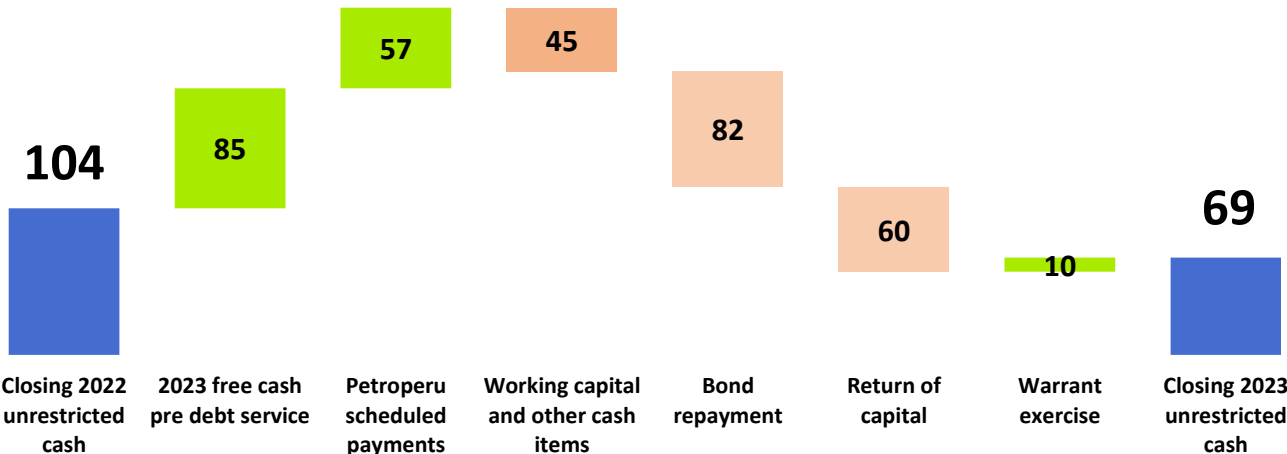 57
45
82
85
104
69
60
10
Closing 2022
unrestricted
cash
2023 free cash
pre debt service
Petroperu
scheduled
payments
Working capital
and other cash
items
Bond
repayment
Return of
capital
Warrant
exercise
Closing 2023
unrestricted
cash